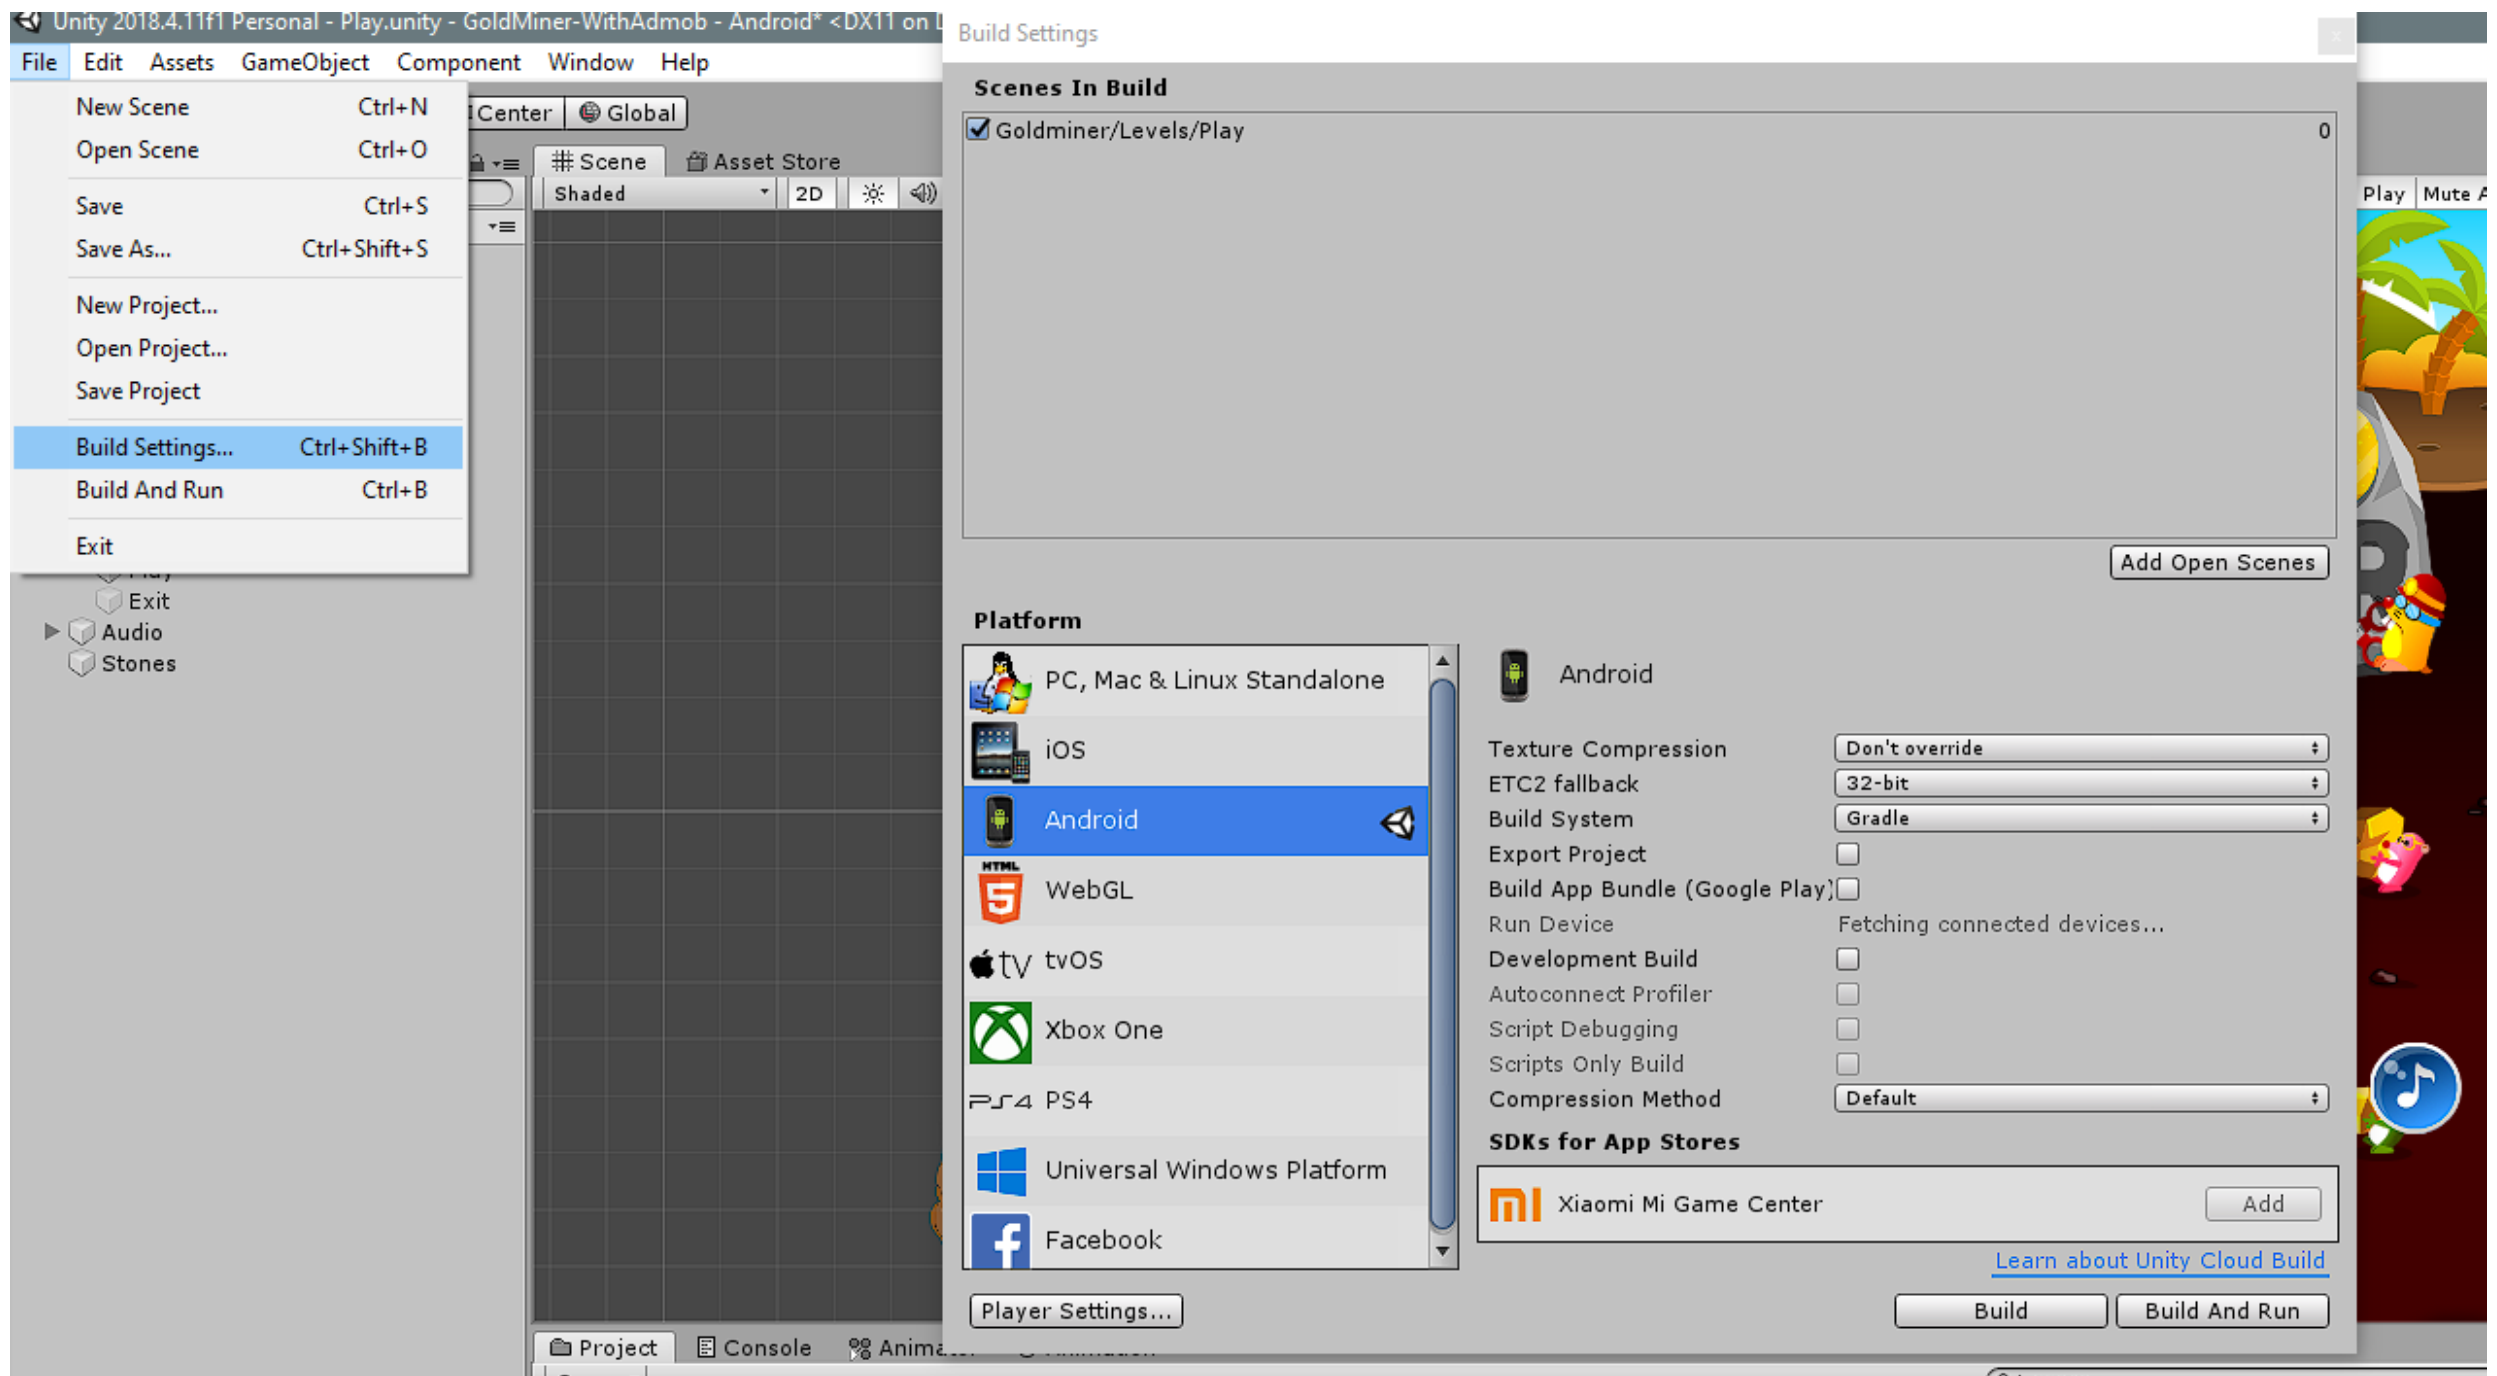 Unity 2018.4.11f1 Personal - Play.unity - GoldMiner-WithAdmob - Android* <DX11 on
File Edit Assets GameObject Component Window Help
New Scene Ctrl+N
Open Scene Ctrl+O
Save Ctrl+S
Save As... Ctrl+Shift+S
New Project...
Open Project...
Save Project
Build Settings... Ctrl+Shift+B
Build And Run Ctrl+B
Exit
Center Global
Scene Asset Store
Shaded 2D
Play
Exit
Audio
Stones
Project Console
Build Settings
Scenes In Build
Goldminer/Levels/Play 0
Add Open Scenes
Platform
PC, Mac & Linux Standalone
iOS
Android
HTML
5
WebGL
tv tvOS
Xbox One
PS4 PS4
Universal Windows Platform
f Facebook
Player Settings...
Android
Texture Compression Don't override
ETC2 fallback 32-bit
Build System Gradle
Export Project
Build App Bundle (Google Play)
Run Device Fetching connected devices...
Development Build
Autoconnect Profiler
Script Debugging
Scripts Only Build
Compression Method Default
SDKs for App Stores
mi Xiaomi Mi Game Center Add
Learn about Unity Cloud Build
Build Build And Run
Play Mute